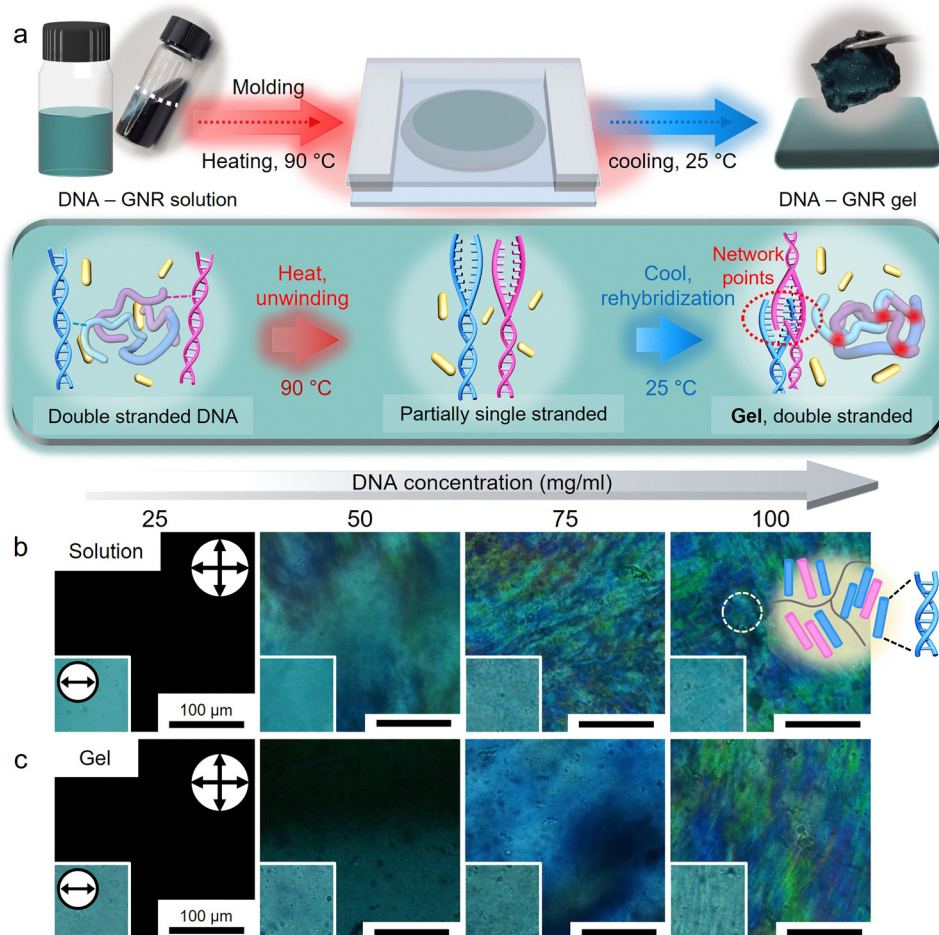 a
Molding
Heating, 90 °C
cooling, 25 °C
DNA – GNR solution
DNA – GNR gel
Heat,
unwinding
90 °C
Cool,
rehybridization
25 °C
Network
points
Double stranded DNA
Partially single stranded
Gel, double stranded
DNA concentration (mg/ml)
25 50 75 100
b
Solution
100 μm
c
Gel
100 μm